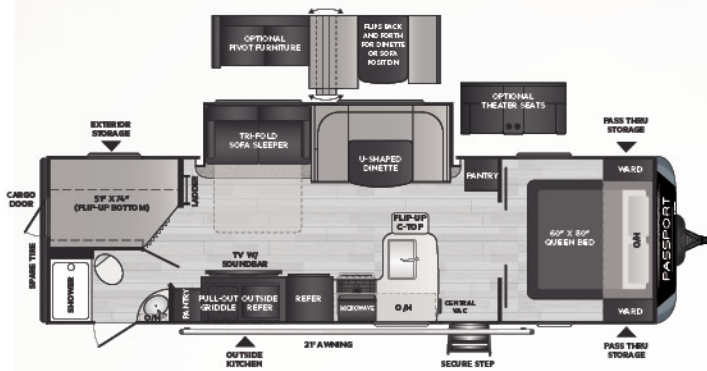 OPTIONAL
PIVOT FURNITURE
FLIPS BACK
AND FORTH
FOR DINETTE
OR SOFA
POSITION
OPTIONAL
THEATER SEATS
EXTERIOR
STORAGE
PASS THRU
STORAGE
TRI-FOLD
SOFA SLEEPER
U-SHAPED
DINETTE
PANTRY
WARD
LADDER
CARGO
DOOR
51" X 74"
(FLIP-UP BOTTOM)
FLIP-UP
C-TOP
60" X 80"
QUEEN BED
O/H
PASSPORT
SPARE TIRE
SHOWER
TV W/
SOUNDBAR
O/H
PANTRY
PULL-OUT
GRIDDLE
OUTSIDE
REFER
REFER
MICROWAVE
O/H
CENTRAL
VAC
WARD
21' AWNING
OUTSIDE
KITCHEN
SECURE STEP
PASS THRU
STORAGE